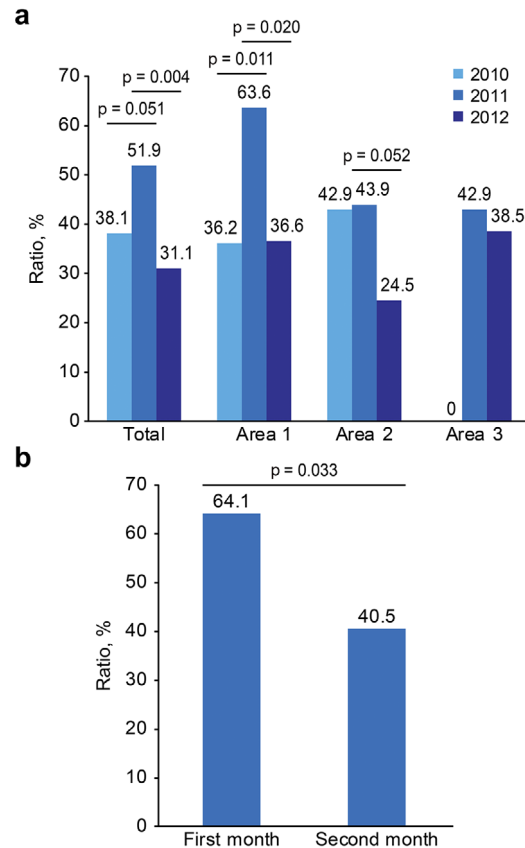 a
p = 0.020
p = 0.004
p = 0.011
p = 0.051
p = 0.052
2010
2011
2012
70
60
50
40
30
20
10
0
Ratio, %
38.1
51.9
31.1
36.2
63.6
36.6
42.9
43.9
24.5
0
42.9
38.5
Total
Area 1
Area 2
Area 3
b
p = 0.033
70
60
50
40
30
20
10
0
Ratio, %
64.1
40.5
First month
Second month